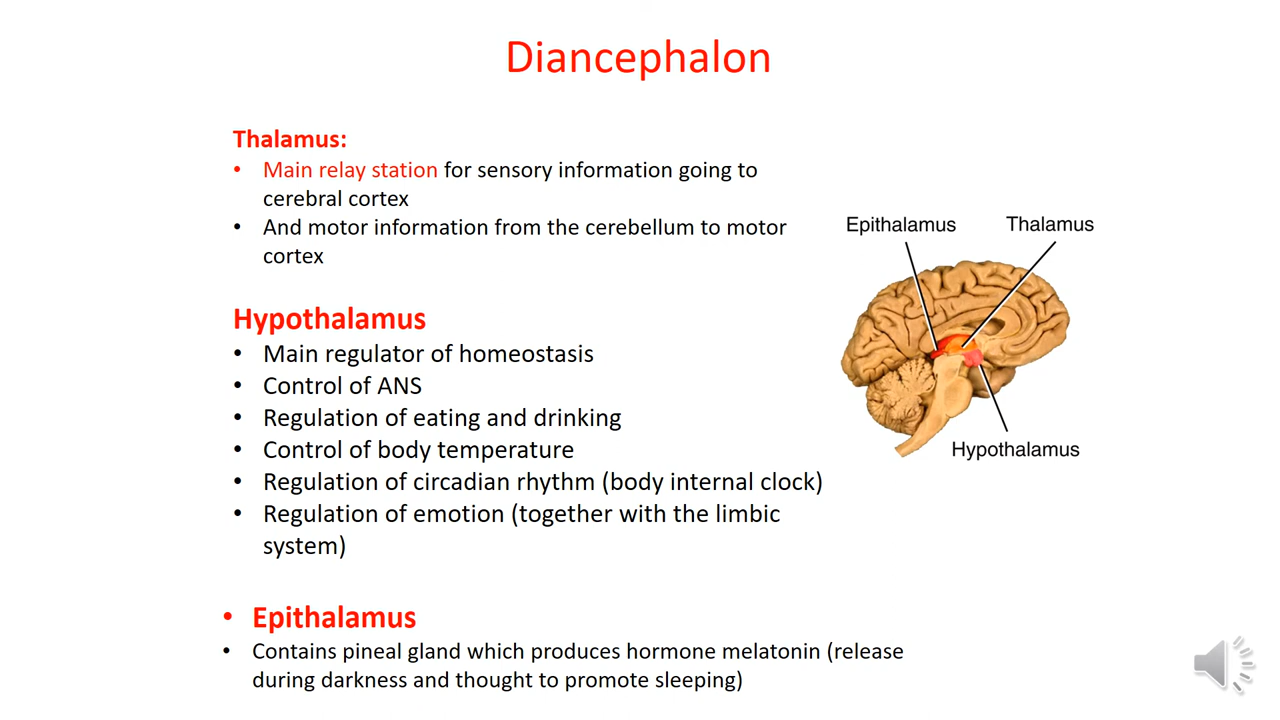 Diancephalon
Thalamus:
• Main relay station for sensory information going to
cerebral cortex
• And motor information from the cerebellum to motor
cortex
Epithalamus
Thalamus
Hypothalamus
• Main regulator of homeostasis
• Control of ANS
• Regulation of eating and drinking
• Control of body temperature
• Regulation of circadian rhythm (body internal clock)
• Regulation of emotion (together with the limbic
system)
Hypothalamus
• Epithalamus
• Contains pineal gland which produces hormone melatonin (release
during darkness and thought to promote sleeping)